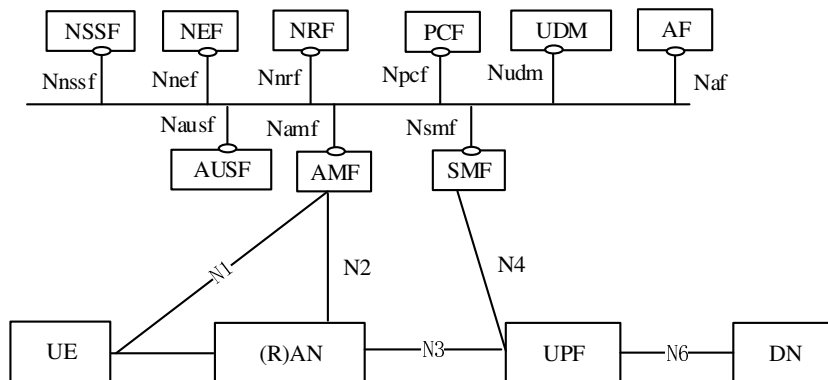 NSSF NEF NRF PCF UDM AF
Nnssf Nnef Nnrf Npcf Nudm Naf
Nausf Namf Nsmf
AUSF AMF SMF
N1 N2 N4
UE (R)AN N3 UPF N6 DN